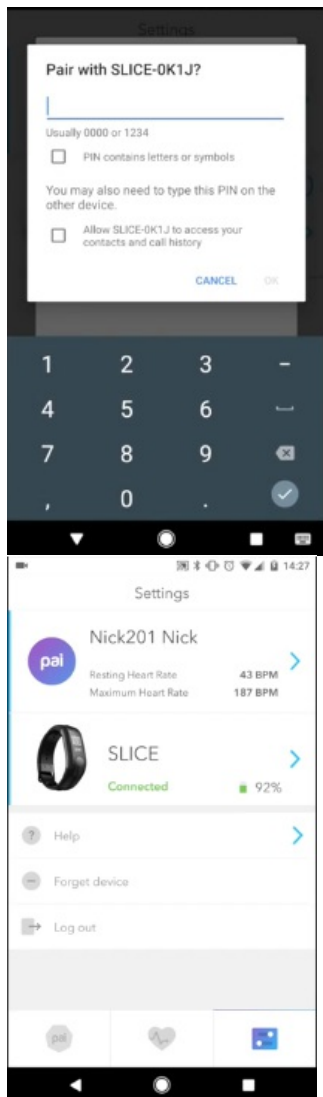 Settings
Pair with SLICE-0K1J?
Usually 0000 or 1234
PIN contains letters or symbols
You may also need to type this PIN on the
other device.
Allow SLICE-0K1J to access your
contacts and call history
CANCEL OK
1 2 3 -
4 5 6
7 8 9
, 0 .
14:27
Settings
pai
Nick201 Nick
Resting Heart Rate 43 BPM
Maximum Heart Rate 187 BPM
SLICE
Connected 92%
? Help
Forget device
Log out
pai